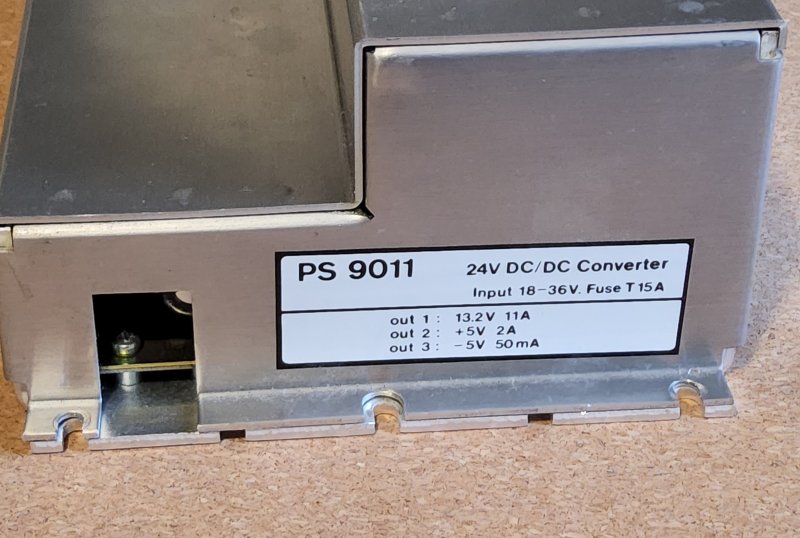 PS 9011 24V DC/DC Converter
Input 18-36V. Fuse T15A
out 1: 13.2V 11A
out 2: +5V 2A
out 3: -5V 50mA